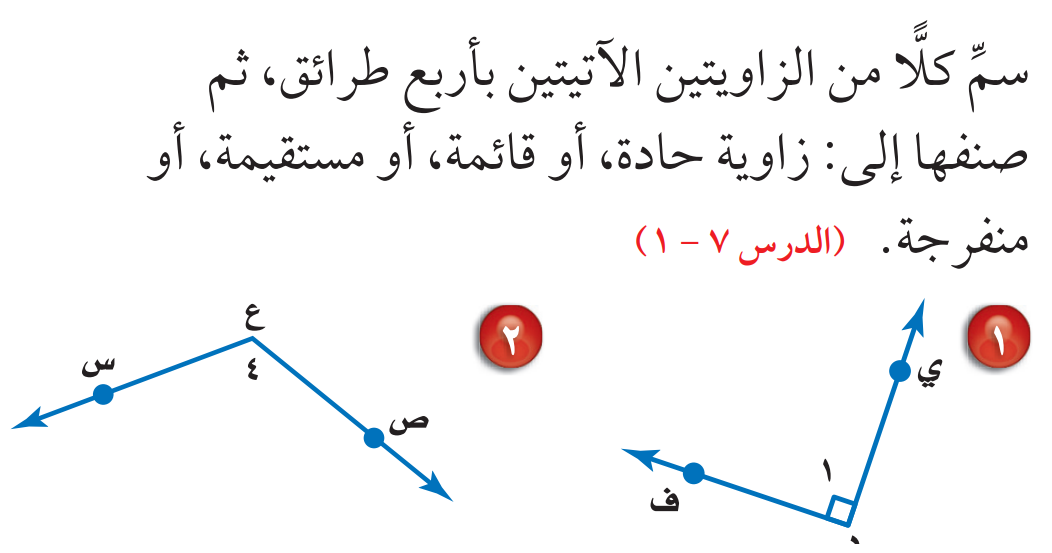 سمِّ كلًّا من الزاويتين الآتيتين بأربع طرائق، ثم
صنفها إلى: زاوية حادة، أو قائمة، أو مستقيمة، أو
منفرجة. (الدرس ٧ – ١)
١
ي
١
ف
٢
ع
٤
س
ص